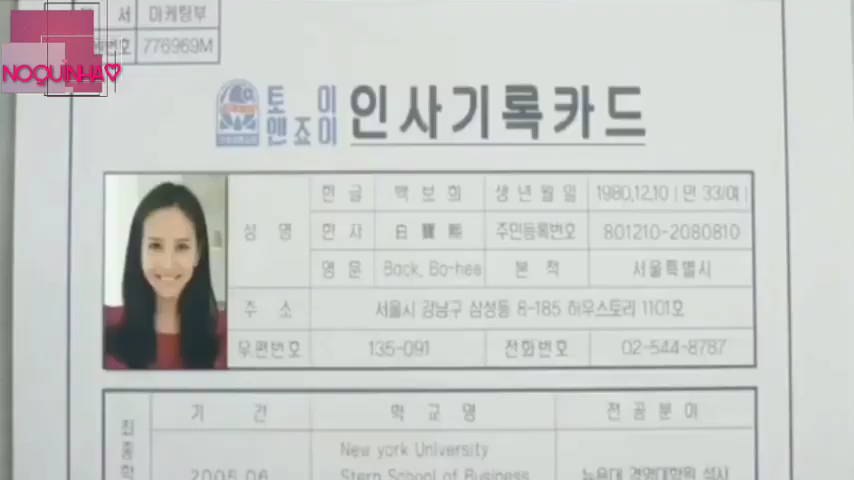 서 마케팅부
번호 776969M
NOQUINHA♡
토이
맨죠이 인사기록카드
성 명 한 글 백 보 희 생 년 월 일 1980.12.10 | 만 33/여 |
한 자 白 寶 주민등록번호 801210-2080810
영 문 Back, Bo-hee 본 적 서울특별시
주 소 서울시 강남구 삼성동 8-185 하우스토리 1101호
우편번호 135-091 전화번호 02-544-8787
최종학 기 간 학 교 명 전 공 분 야
New york University
2005.06 Stern School of Business 뉴욕대 경영대학원 석사